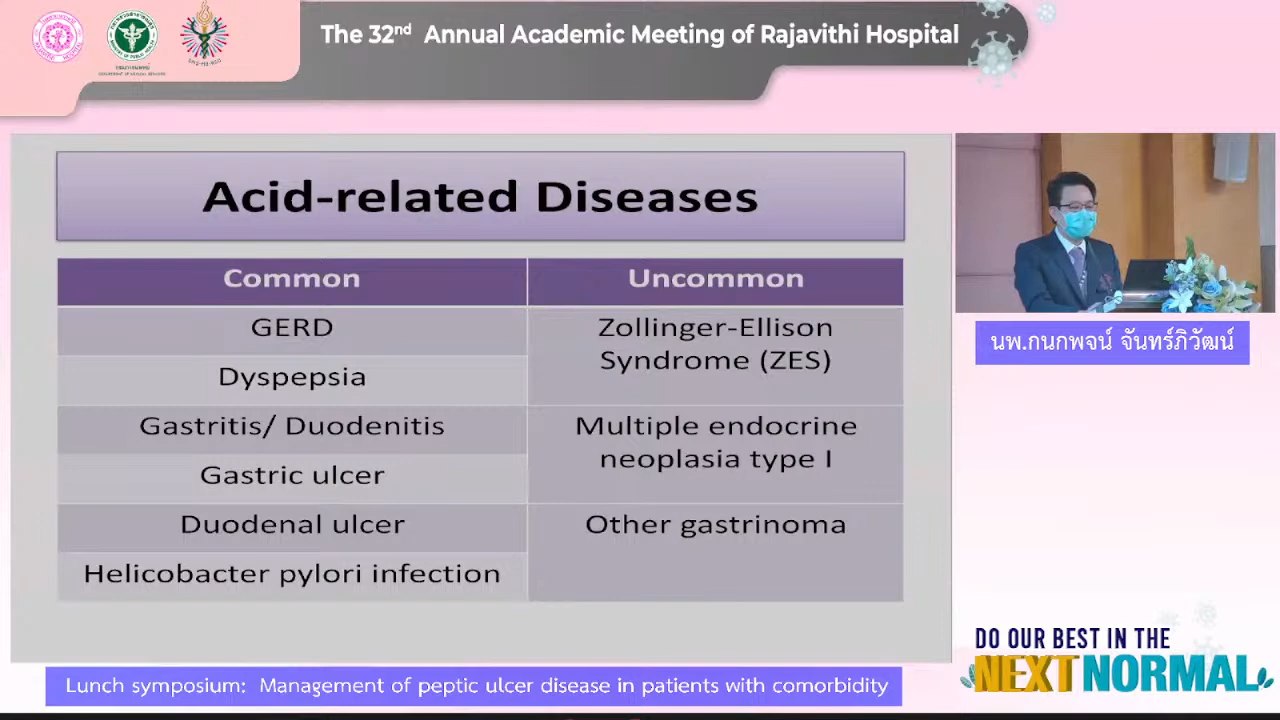 The 32nd Annual Academic Meeting of Rajavithi Hospital
Acid-related Diseases
Common
Uncommon
GERD
Dyspepsia
Gastritis/ Duodenitis
Gastric ulcer
Duodenal ulcer
Helicobacter pylori infection
Zollinger-Ellison
Syndrome (ZES)
Multiple endocrine
neoplasia type I
Other gastrinoma
นพ.กนกพจน์ จันทร์ภิวัฒน์
DO OUR BEST IN THE
NEXT NORMAL
Lunch symposium: Management of peptic ulcer disease in patients with comorbidity